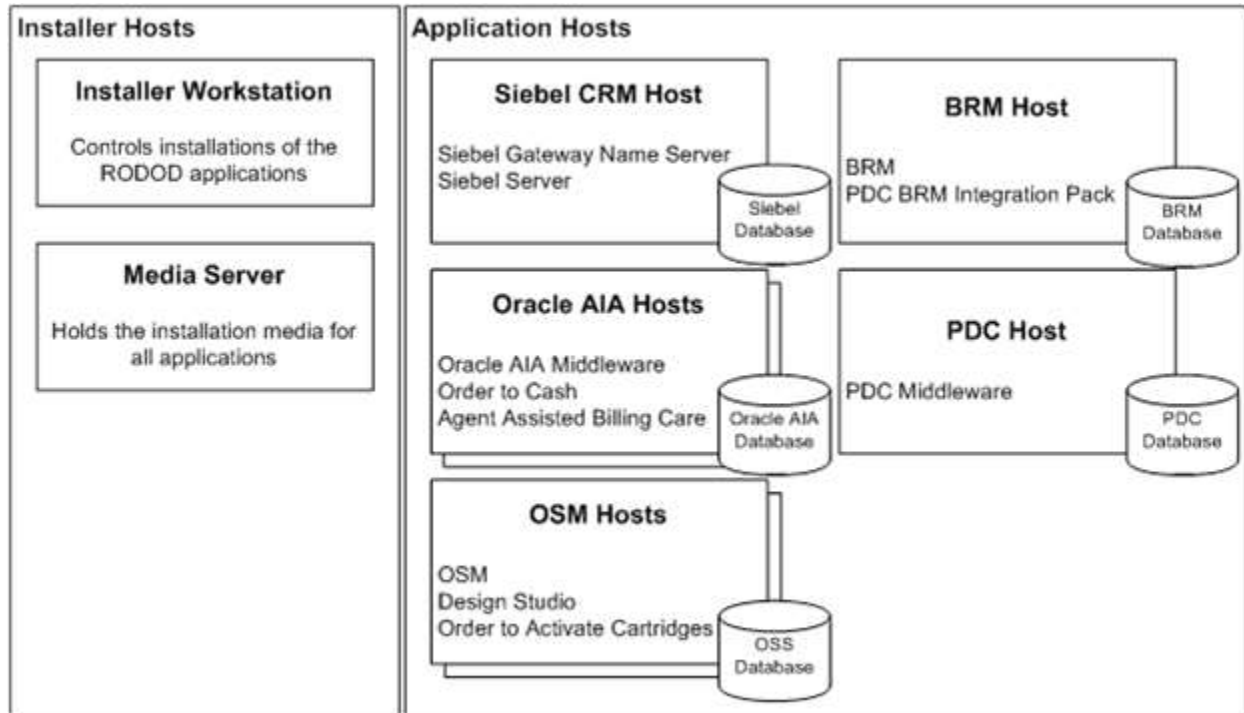 Installer Hosts
Installer Workstation
Controls installations of the
RODOD applications
Media Server
Holds the installation media for
all applications
Application Hosts
Siebel CRM Host
Siebel Gateway Name Server
Siebel Server
Siebel
Database
BRM Host
BRM
PDC BRM Integration Pack
BRM
Database
Oracle AIA Hosts
Oracle AIA Middleware
Order to Cash
Agent Assisted Billing Care
Oracle AIA
Database
PDC Host
PDC Middleware
PDC
Database
OSM Hosts
OSM
Design Studio
Order to Activate Cartridges
OSS
Database